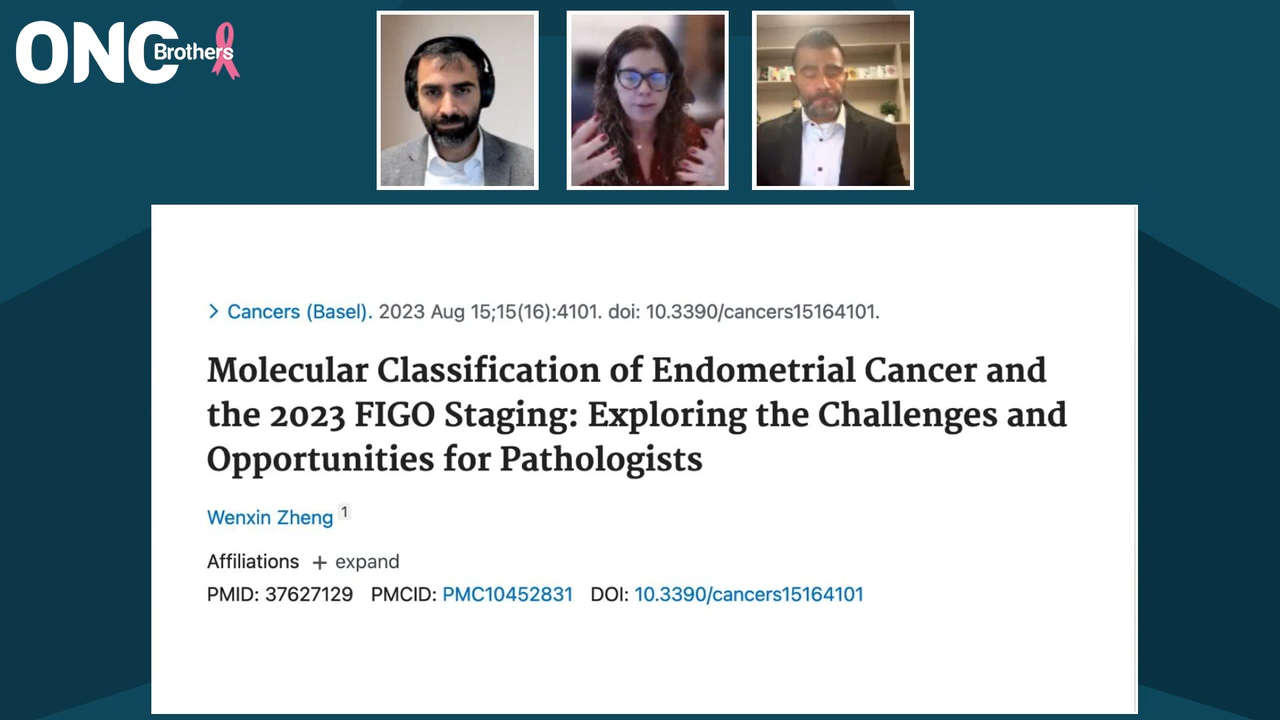 ONC Brothers
> Cancers (Basel). 2023 Aug 15;15(16):4101. doi: 10.3390/cancers15164101.
Molecular Classification of Endometrial Cancer and
the 2023 FIGO Staging: Exploring the Challenges and
Opportunities for Pathologists
Wenxin Zheng 1
Affiliations + expand
PMID: 37627129 PMCID: PMC10452831 DOI: 10.3390/cancers15164101